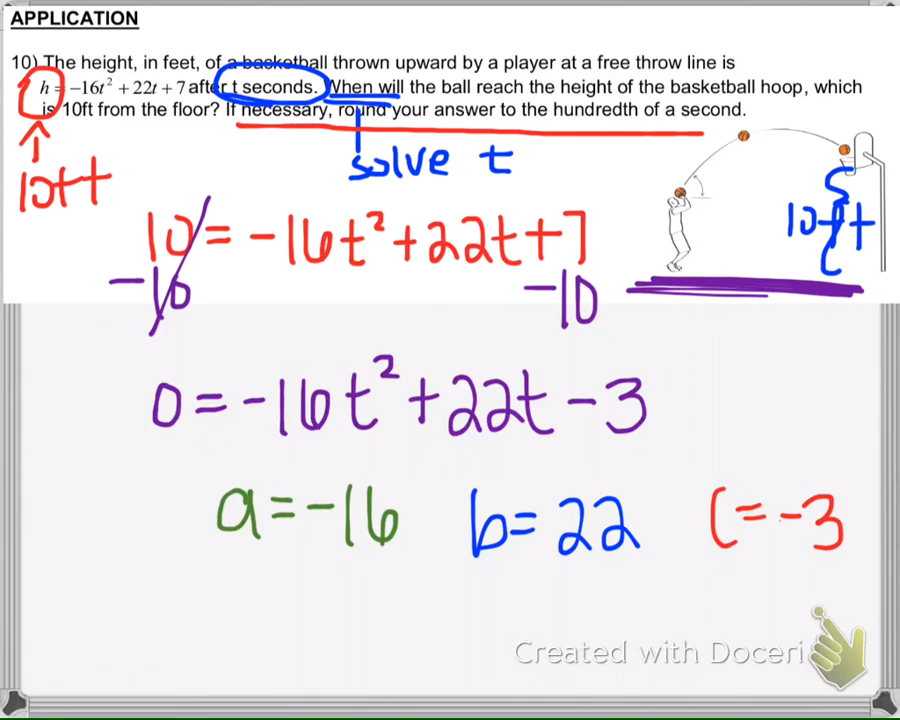 APPLICATION
10) The height, in feet, of a basketball thrown upward by a player at a free throw line is
h = -16t² + 22t + 7 after t seconds. When will the ball reach the height of the basketball hoop, which
is 10ft from the floor? If necessary, round your answer to the hundredth of a second.
solve t
10ft
10ft
10 = -16t² + 22t + 7
-10 -10
0 = -16t² + 22t - 3
a = -16 b = 22 c = -3
Created with Doceri